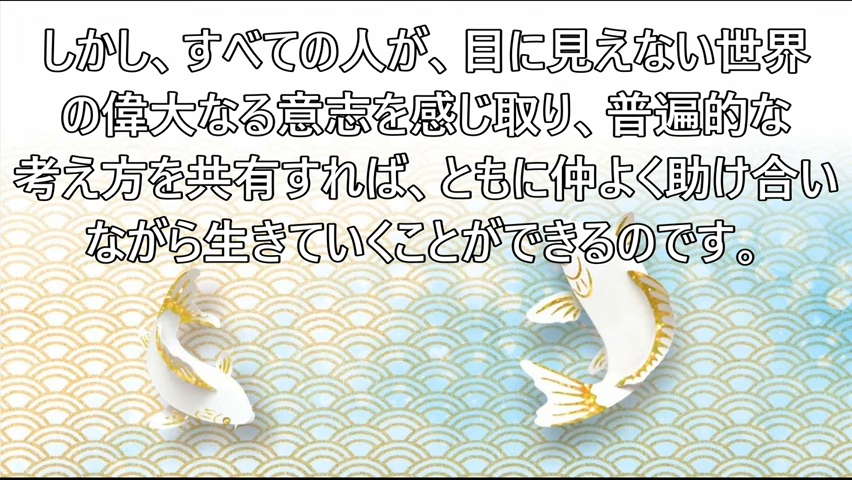 しかし、すべての人が、目に見えない世界
の偉大なる意志を感じ取り、普遍的な
考え方を共有すれば、ともに仲よく助け合い
ながら生きていくことができるのです。